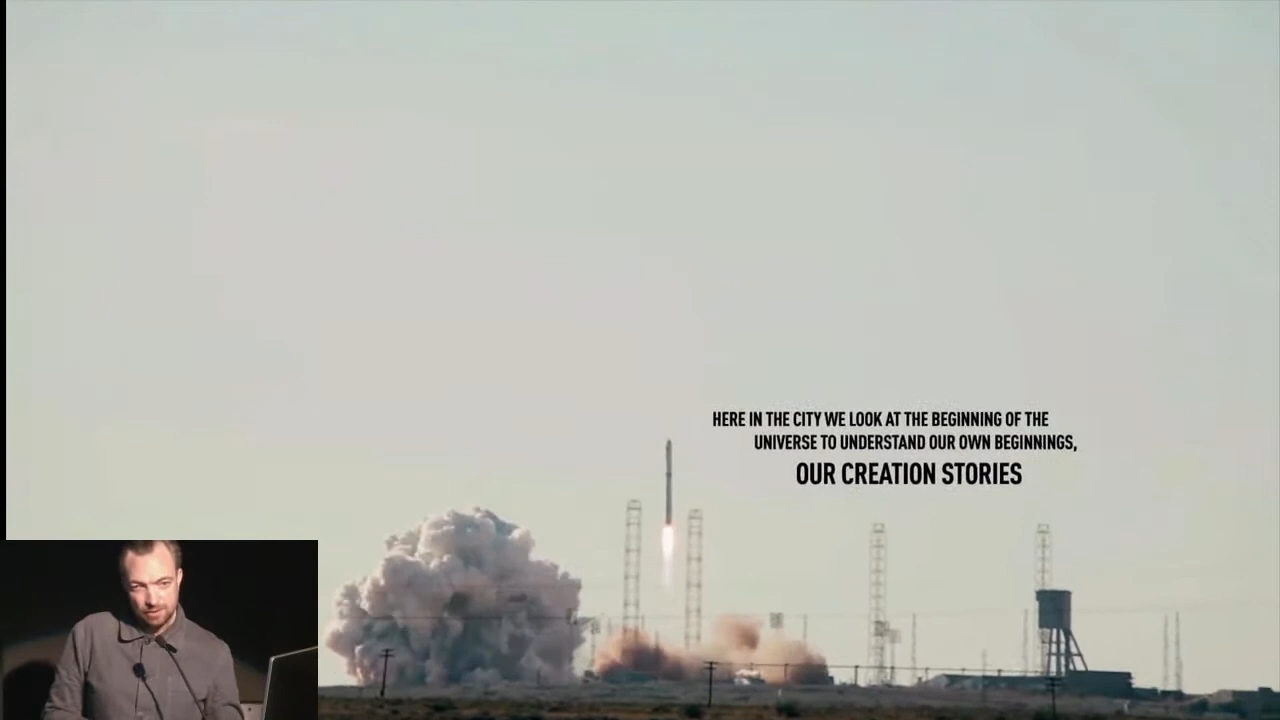 HERE IN THE CITY WE LOOK AT THE BEGINNING OF THE
UNIVERSE TO UNDERSTAND OUR OWN BEGINNINGS,
OUR CREATION STORIES